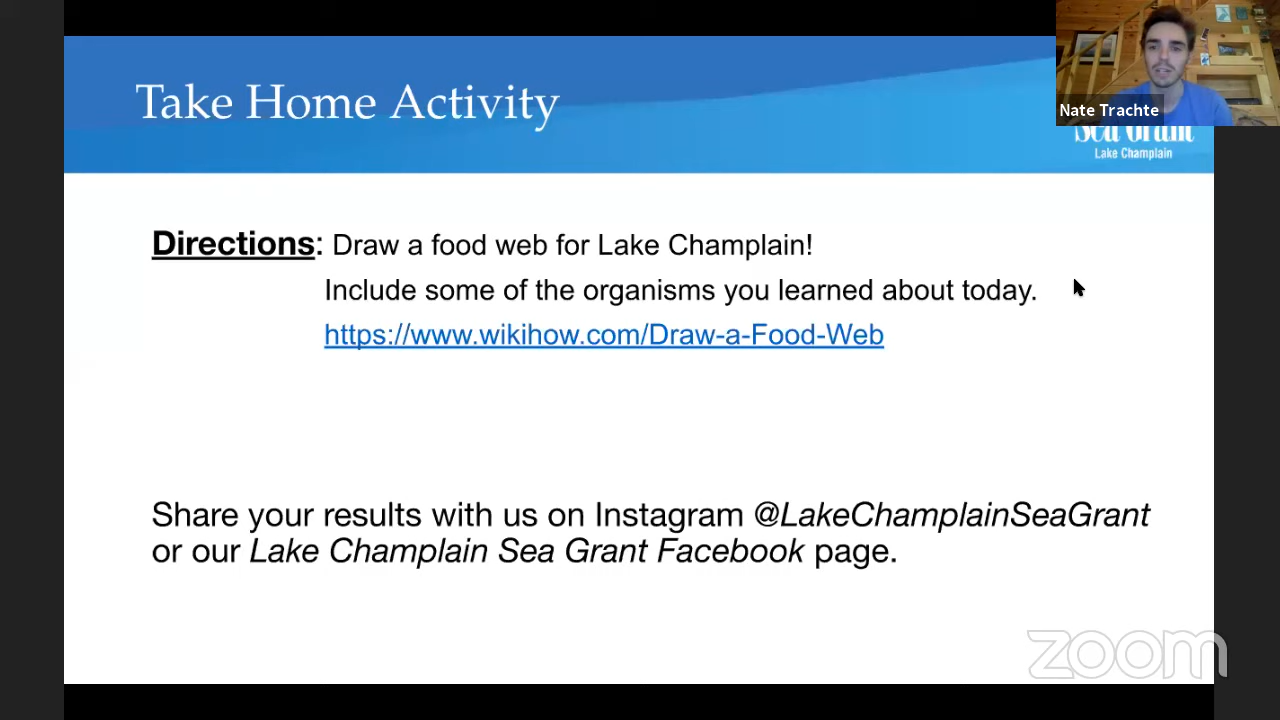 Take Home Activity
Nate Trachte
Sea Grant
Lake Champlain
Directions: Draw a food web for Lake Champlain!
Include some of the organisms you learned about today.
https://www.wikihow.com/Draw-a-Food-Web
Share your results with us on Instagram @LakeChamplainSeaGrant
or our Lake Champlain Sea Grant Facebook page.
zoom